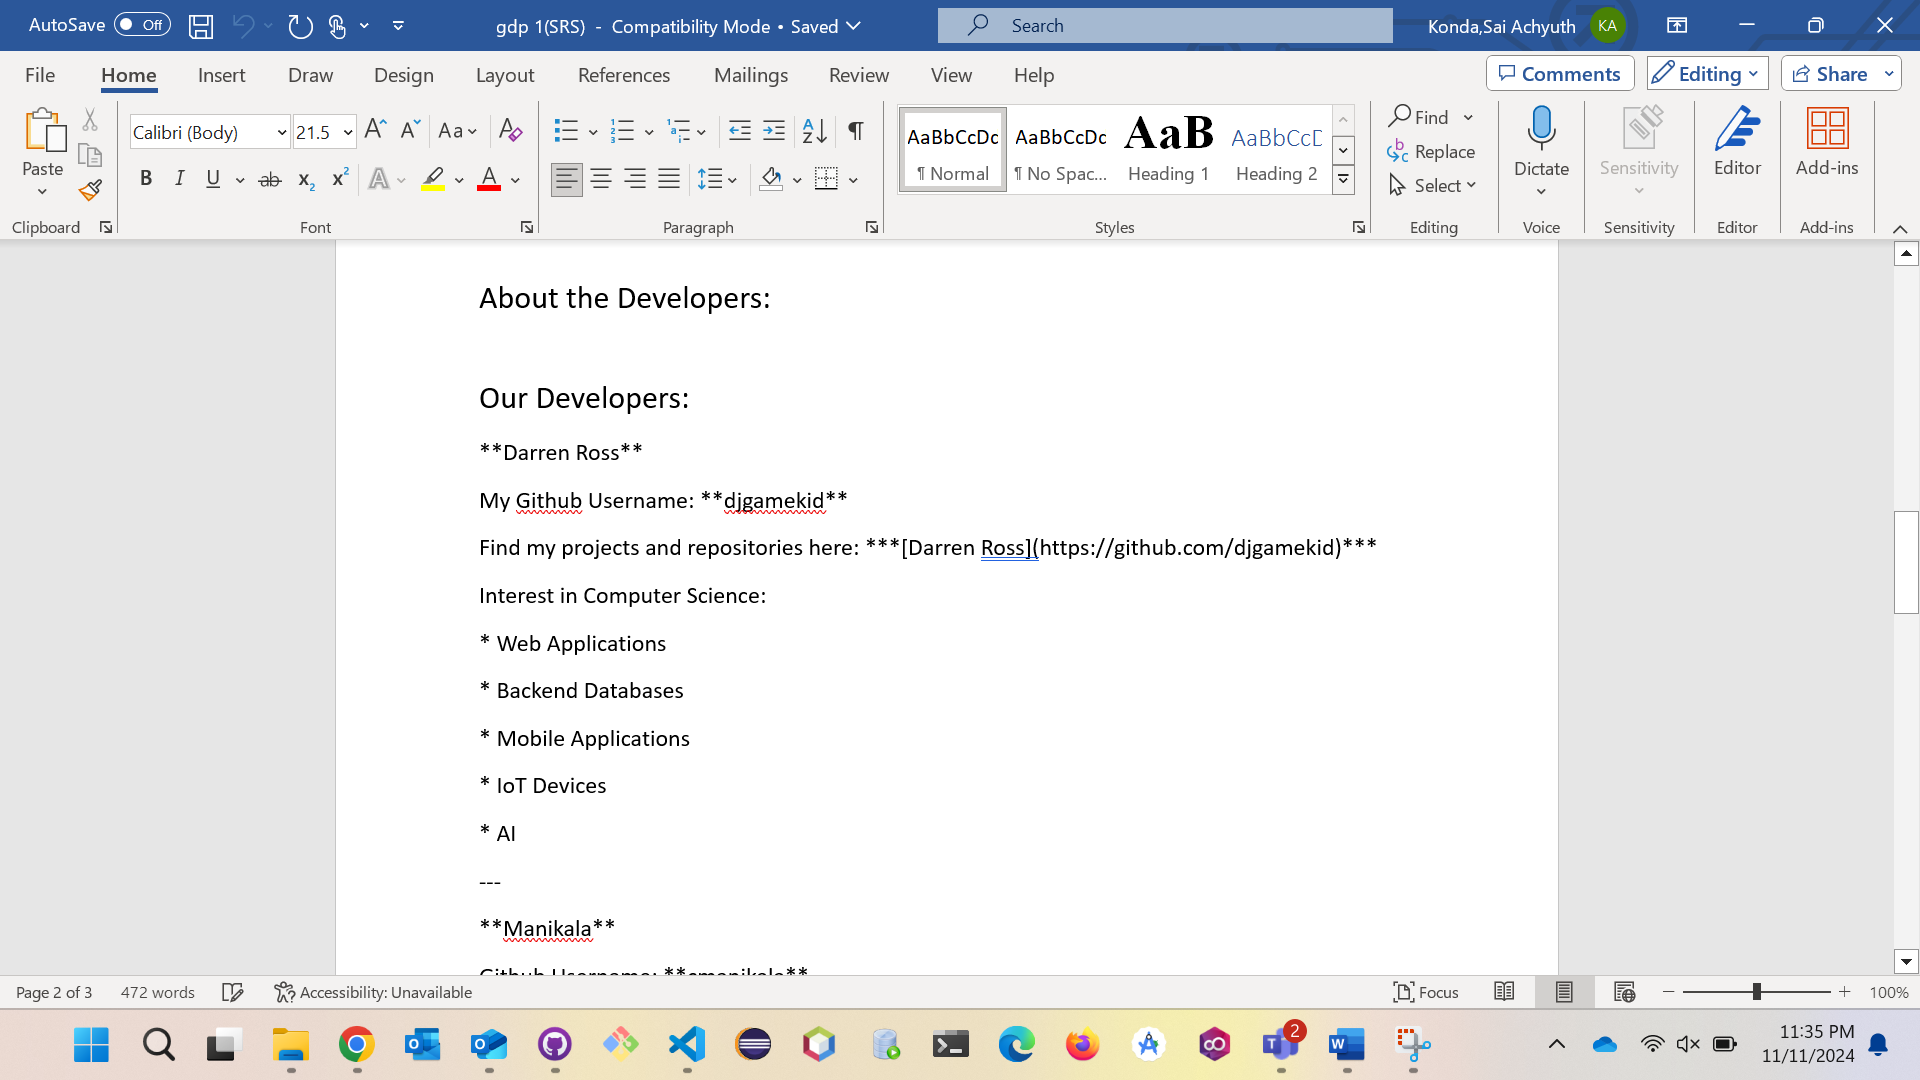 AutoSave Off gdp 1(SRS) - Compatibility Mode • Saved Search Konda,Sai Achyuth KA
File Home Insert Draw Design Layout References Mailings Review View Help Comments Editing Share
Paste Calibri (Body) 21.5 Aa AaBbCcDc AaBbCcDc AaB AaBbCcD Find Replace Select Dictate Sensitivity Editor Add-ins
¶ Normal ¶ No Spac... Heading 1 Heading 2
Clipboard Font Paragraph Styles Editing Voice Sensitivity Editor Add-ins
About the Developers:
Our Developers:
**Darren Ross**
My Github Username: **djgamekid**
Find my projects and repositories here: ***[Darren Ross](https://github.com/djgamekid)***
Interest in Computer Science:
* Web Applications
* Backend Databases
* Mobile Applications
* IoT Devices
* AI
---
**Manikala**
Github Username: **cmanikala**
Page 2 of 3 472 words Accessibility: Unavailable Focus 100%
2 11:35 PM
11/11/2024